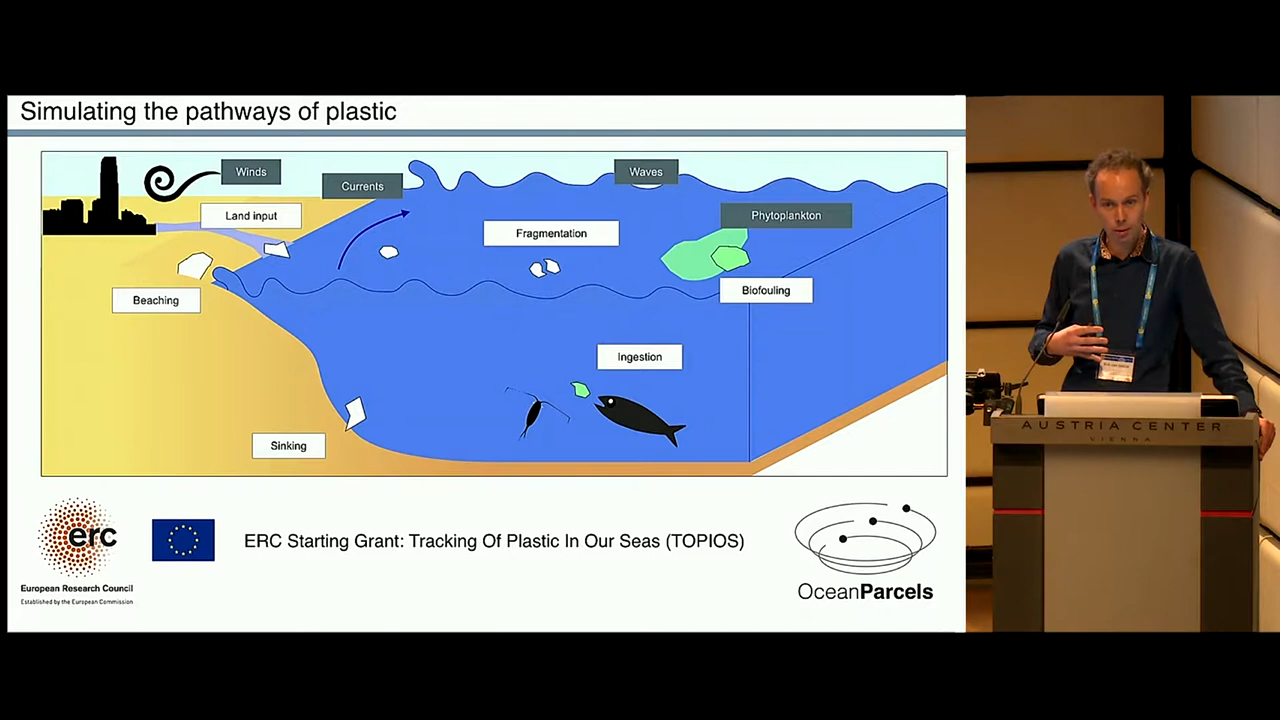 Simulating the pathways of plastic
Winds
Currents
Waves
Land input
Phytoplankton
Fragmentation
Beaching
Biofouling
Ingestion
Sinking
erc
European Research Council
Established by the European Commission
ERC Starting Grant: Tracking Of Plastic In Our Seas (TOPIOS)
OceanParcels
AUSTRIA CENTER
VIENNA